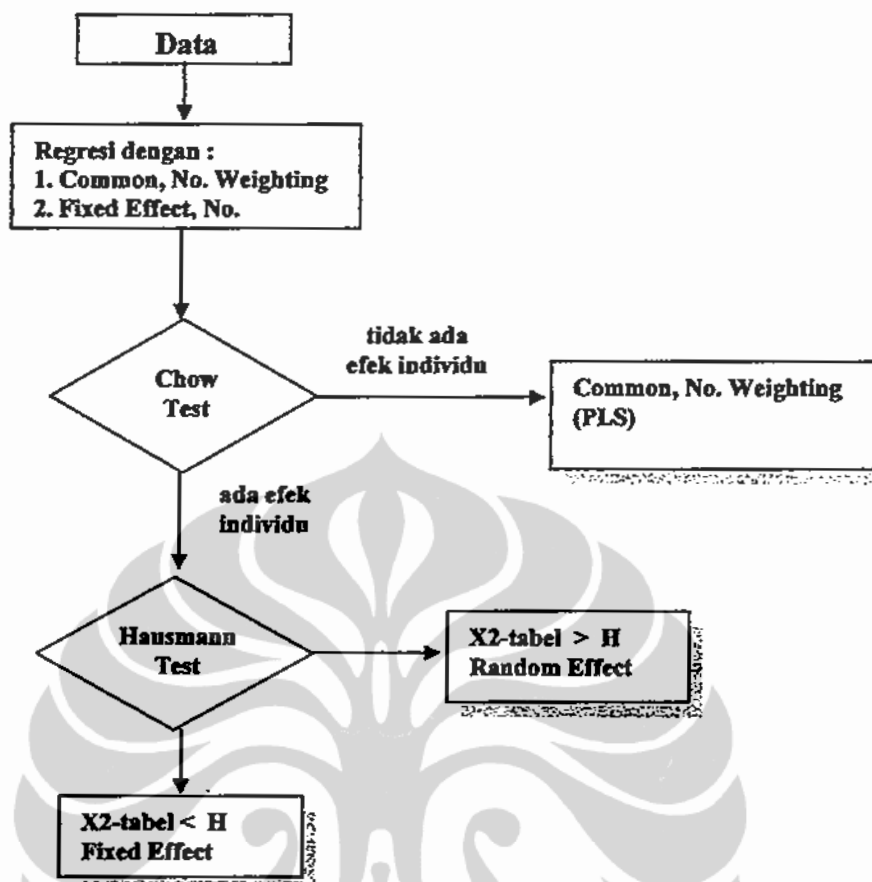 Data
Regresi dengan :
1. Common, No. Weighting
2. Fixed Effect, No.
tidak ada
efek individu
Chow
Test
Common, No. Weighting
(PLS)
ada efek
individu
Hausmann
Test
X2-tabel > H
Random Effect
X2-tabel < H
Fixed Effect